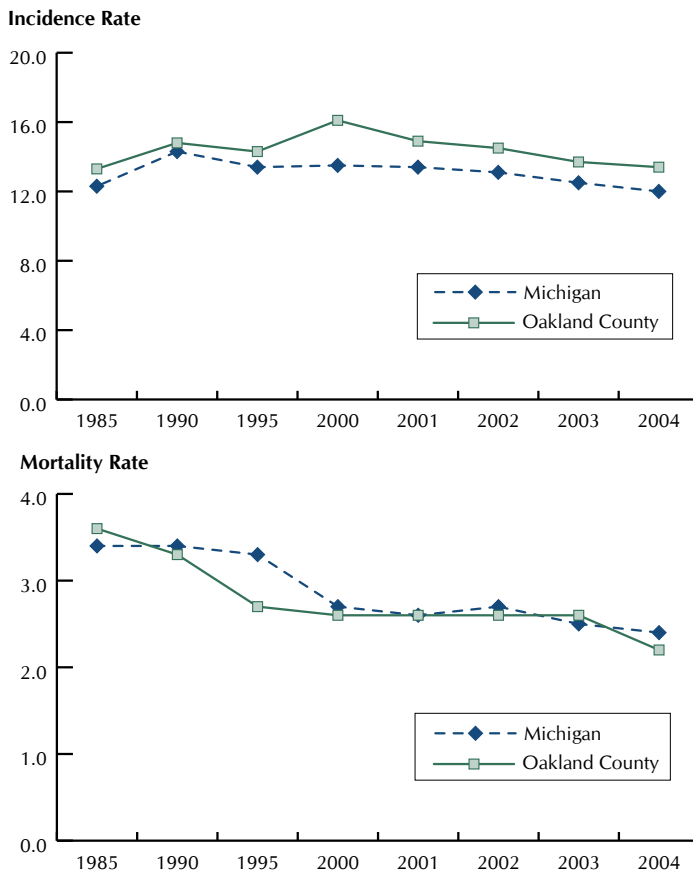 Incidence Rate
20.0
16.0
12.0
8.0
4.0
0.0
Michigan
Oakland County
1985 1990 1995 2000 2001 2002 2003 2004
Mortality Rate
4.0
3.0
2.0
1.0
0.0
Michigan
Oakland County
1985 1990 1995 2000 2001 2002 2003 2004